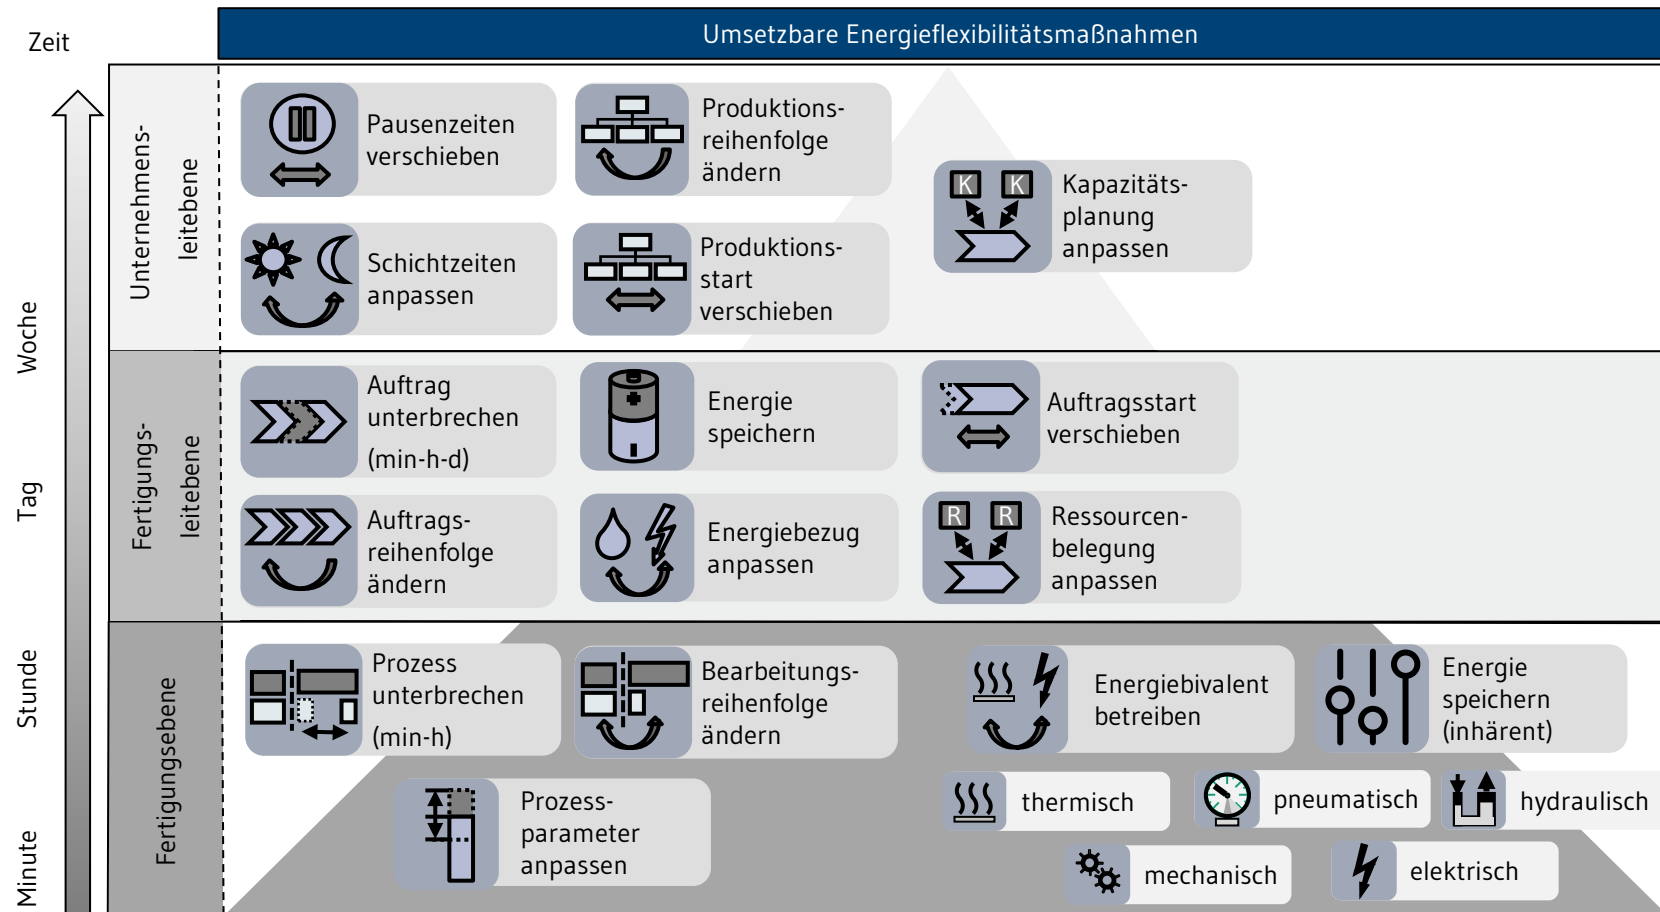 Zeit
Umsetzbare Energieflexibilitätsmaßnahmen
Unternehmens-
leitebene
Pausenzeiten
verschieben
Produktions-
reihenfolge
ändern
K K
Kapazitäts-
planung
anpassen
Schichtzeiten
anpassen
Produktions-
start
verschieben
Woche
Fertigungs-
leitebene
Auftrag
unterbrechen
(min-h-d)
Energie
speichern
Auftragsstart
verschieben
Tag
Auftrags-
reihenfolge
ändern
Energiebezug
anpassen
R R
Ressourcen-
belegung
anpassen
Stunde
Fertigungsebene
Prozess
unterbrechen
(min-h)
Bearbeitungs-
reihenfolge
ändern
Energiebivalent
betreiben
Energie
speichern
(inhärent)
Minute
Prozess-
parameter
anpassen
thermisch
pneumatisch
hydraulisch
mechanisch
elektrisch